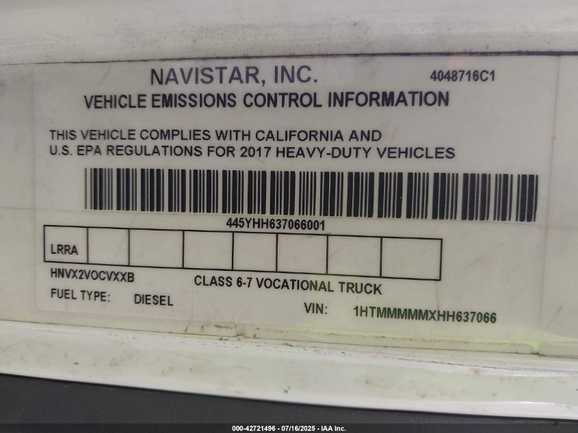 NAVISTAR, INC.
4048716C1
VEHICLE EMISSIONS CONTROL INFORMATION
THIS VEHICLE COMPLIES WITH CALIFORNIA AND
U.S. EPA REGULATIONS FOR 2017 HEAVY-DUTY VEHICLES
445YHH637066001
LRRA
HNVX2VOCVXXB
CLASS 6-7 VOCATIONAL TRUCK
FUEL TYPE: DIESEL
VIN: 1HTMMMMMXHH637066
000-42721496 - 07/16/2025 - IAA Inc.